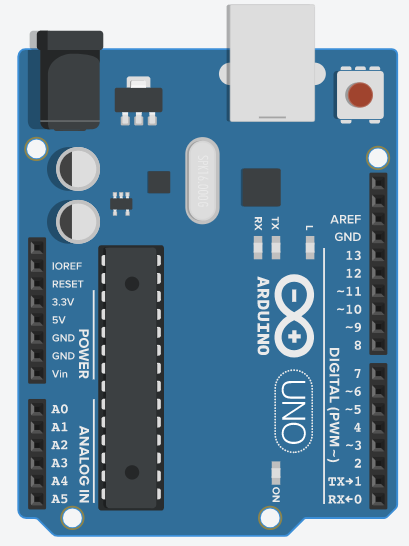 SPK16.000G
RX
TX
L
AREF
GND
13
12
~11
~10
~9
8
IOREF
RESET
3.3V
5V
GND
GND
Vin
POWER
ARDUINO
UNO
DIGITAL (PWM~)
7
~6
~5
4
~3
2
TX→1
RX←0
A0
A1
A2
A3
A4
A5
ANALOG IN
ON